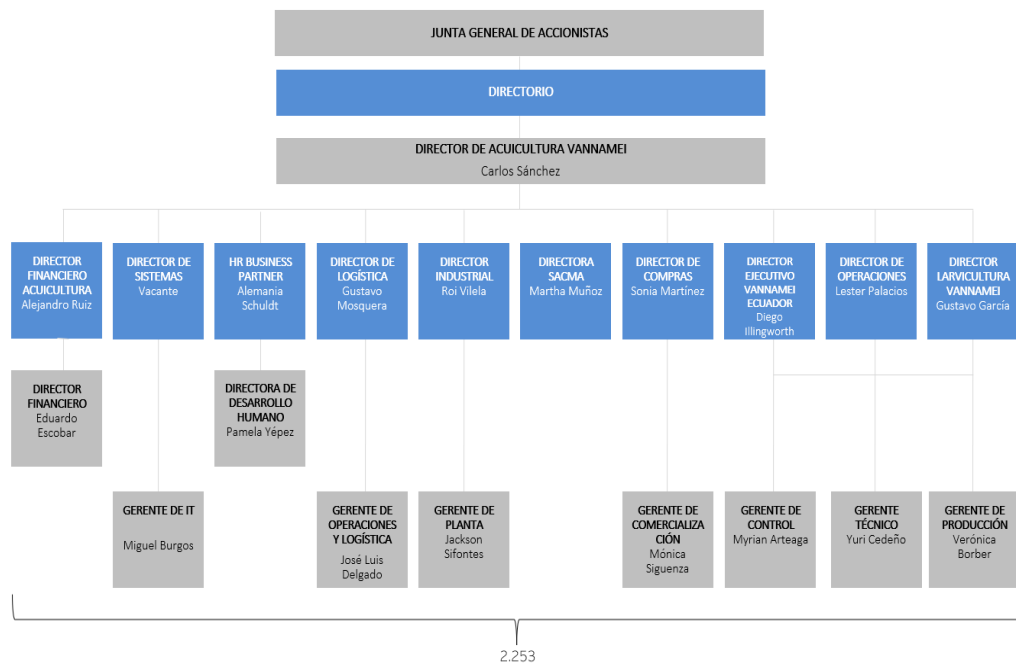 JUNTA GENERAL DE ACCIONISTAS
DIRECTORIO
DIRECTOR DE ACUICULTURA VANNAMEI
Carlos Sánchez
DIRECTOR
FINANCIERO
ACUICULTURA
Alejandro Ruiz
DIRECTOR DE
SISTEMAS
Vacante
HR BUSINESS
PARTNER
Alemania
Schuldt
DIRECTOR DE
LOGÍSTICA
Gustavo
Mosquera
DIRECTOR
INDUSTRIAL
Roi Vilela
DIRECTORA
SACMA
Martha Muñoz
DIRECTOR DE
COMPRAS
Sonia Martínez
DIRECTOR
EJECUTIVO
VANNAMEI
ECUADOR
Diego
Illingworth
DIRECTOR DE
OPERACIONES
Lester Palacios
DIRECTOR
LARVICULTURA
VANNAMEI
Gustavo García
DIRECTOR
FINANCIERO
Eduardo
Escobar
DIRECTORA DE
DESARROLLO
HUMANO
Pamela Yépez
GERENTE DE IT
Miguel Burgos
GERENTE DE
OPERACIONES
Y LOGÍSTICA
José Luis
Delgado
GERENTE DE
PLANTA
Jackson
Sifontes
GERENTE DE
COMERCIALIZA
CIÓN
Mónica
Siguenza
GERENTE DE
CONTROL
Myrian Arteaga
GERENTE
TÉCNICO
Yuri Cedeño
GERENTE DE
PRODUCCIÓN
Verónica
Borber
2.253